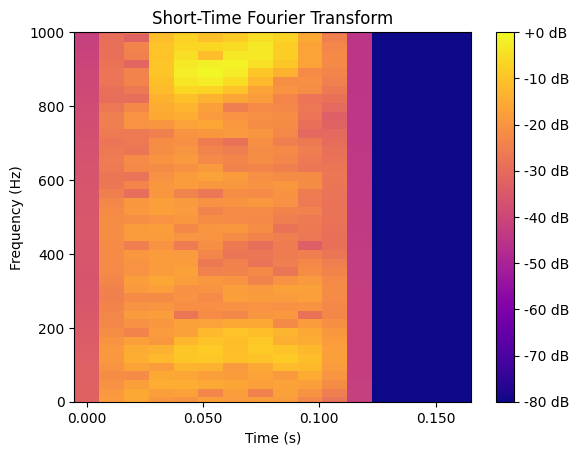 Short-Time Fourier Transform
1000
800
600
400
200
0
Frequency (Hz)
0.000
0.050
0.100
0.150
Time (s)
+0 dB
-10 dB
-20 dB
-30 dB
-40 dB
-50 dB
-60 dB
-70 dB
-80 dB